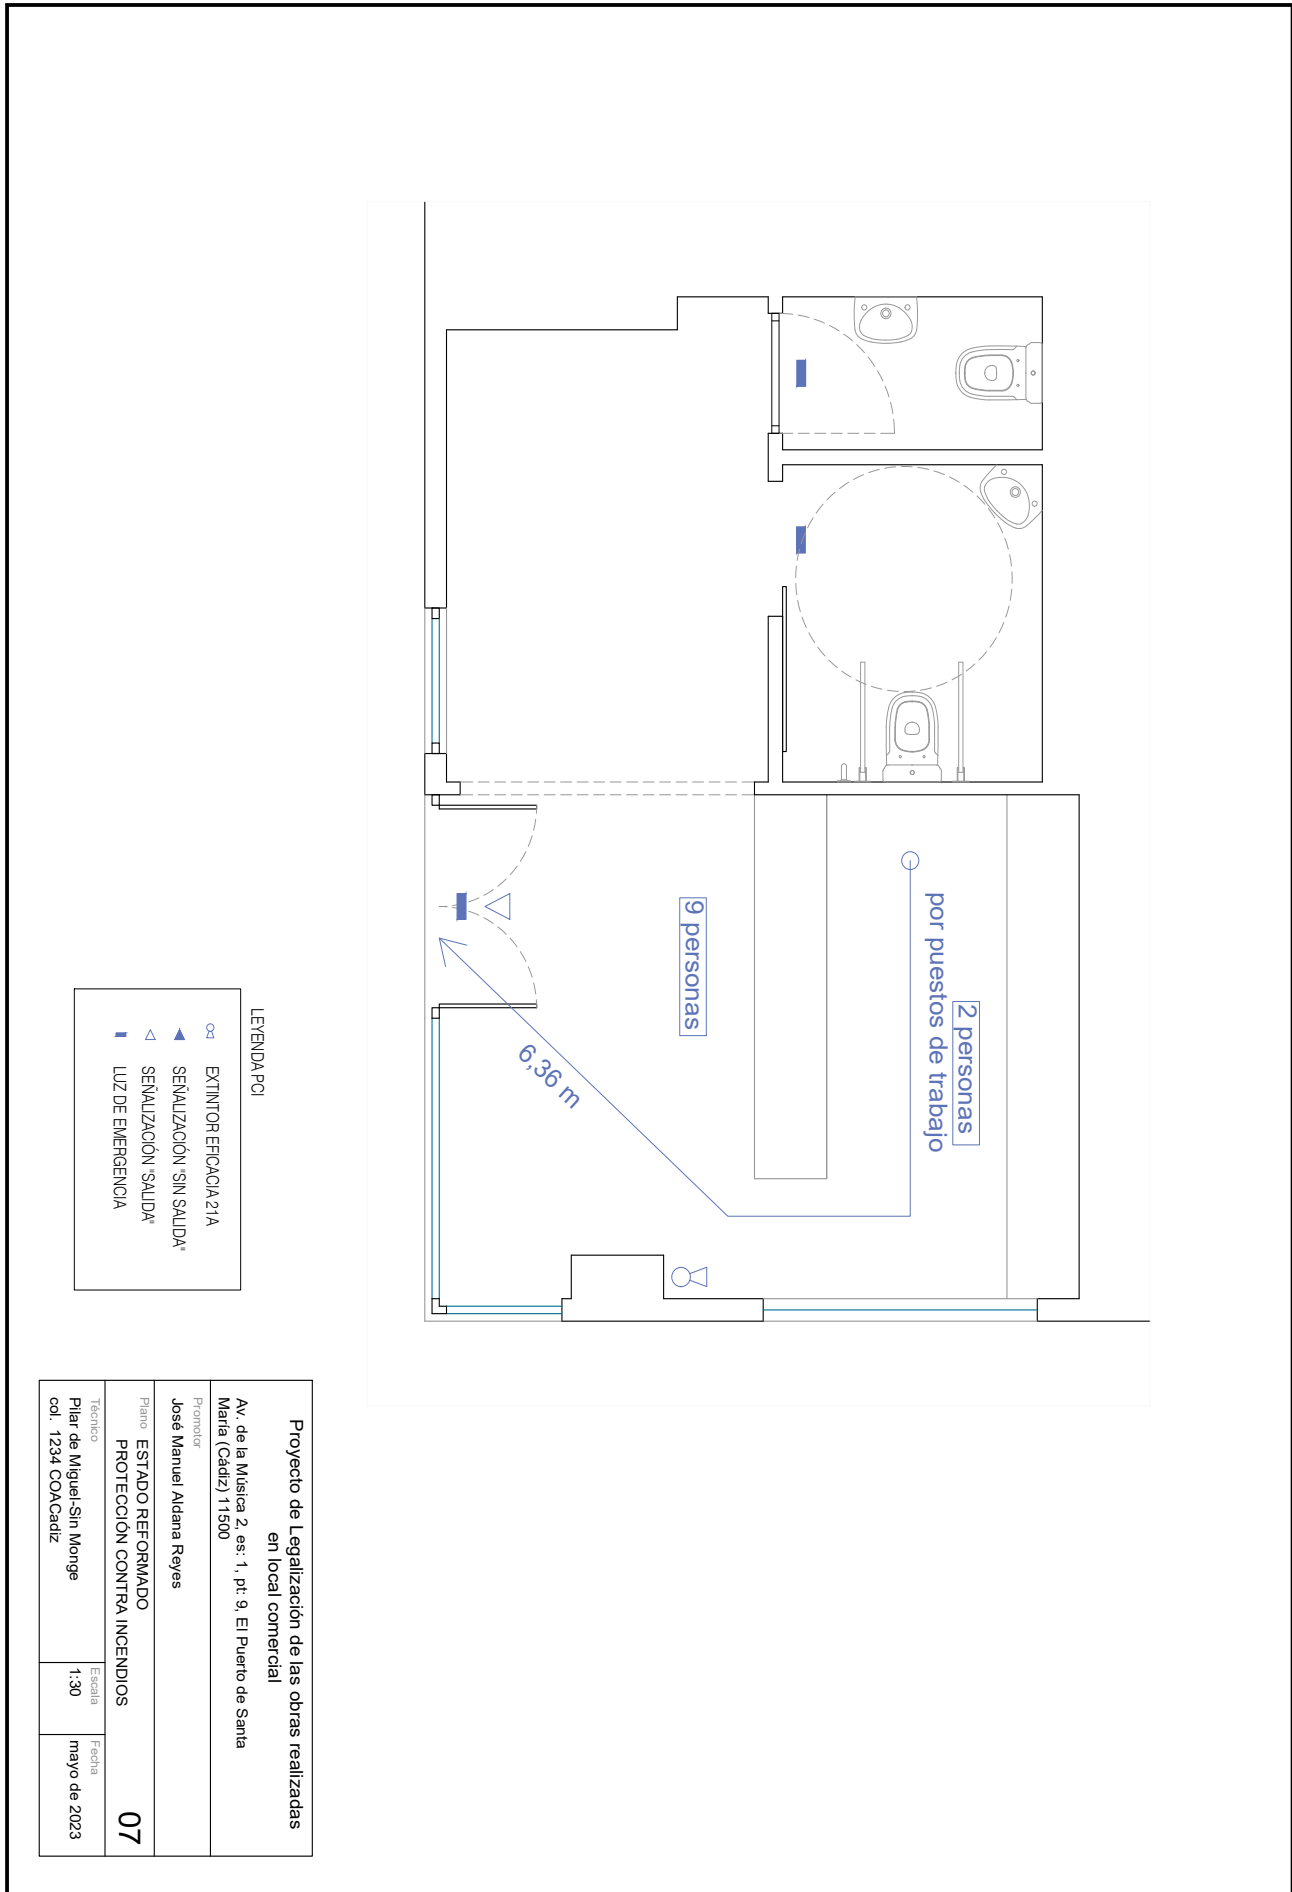 2 personas
por puestos de trabajo
9 personas
6,36 m
LEYENDA PCI
EXTINTOR EFICACIA 21A
SEÑALIZACIÓN "SIN SALIDA"
SEÑALIZACIÓN "SALIDA"
LUZ DE EMERGENCIA
Proyecto de Legalización de las obras realizadas
en local comercial
Av. de la Música 2, es: 1, pt: 9, El Puerto de Santa
María (Cádiz) 11500
Promotor
José Manuel Aldana Reyes
Plano ESTADO REFORMADO
PROTECCIÓN CONTRA INCENDIOS
07
Técnico
Pilar de Miguel-Sin Monge
col. 1234 COACadiz
Escala
1:30
Fecha
mayo de 2023